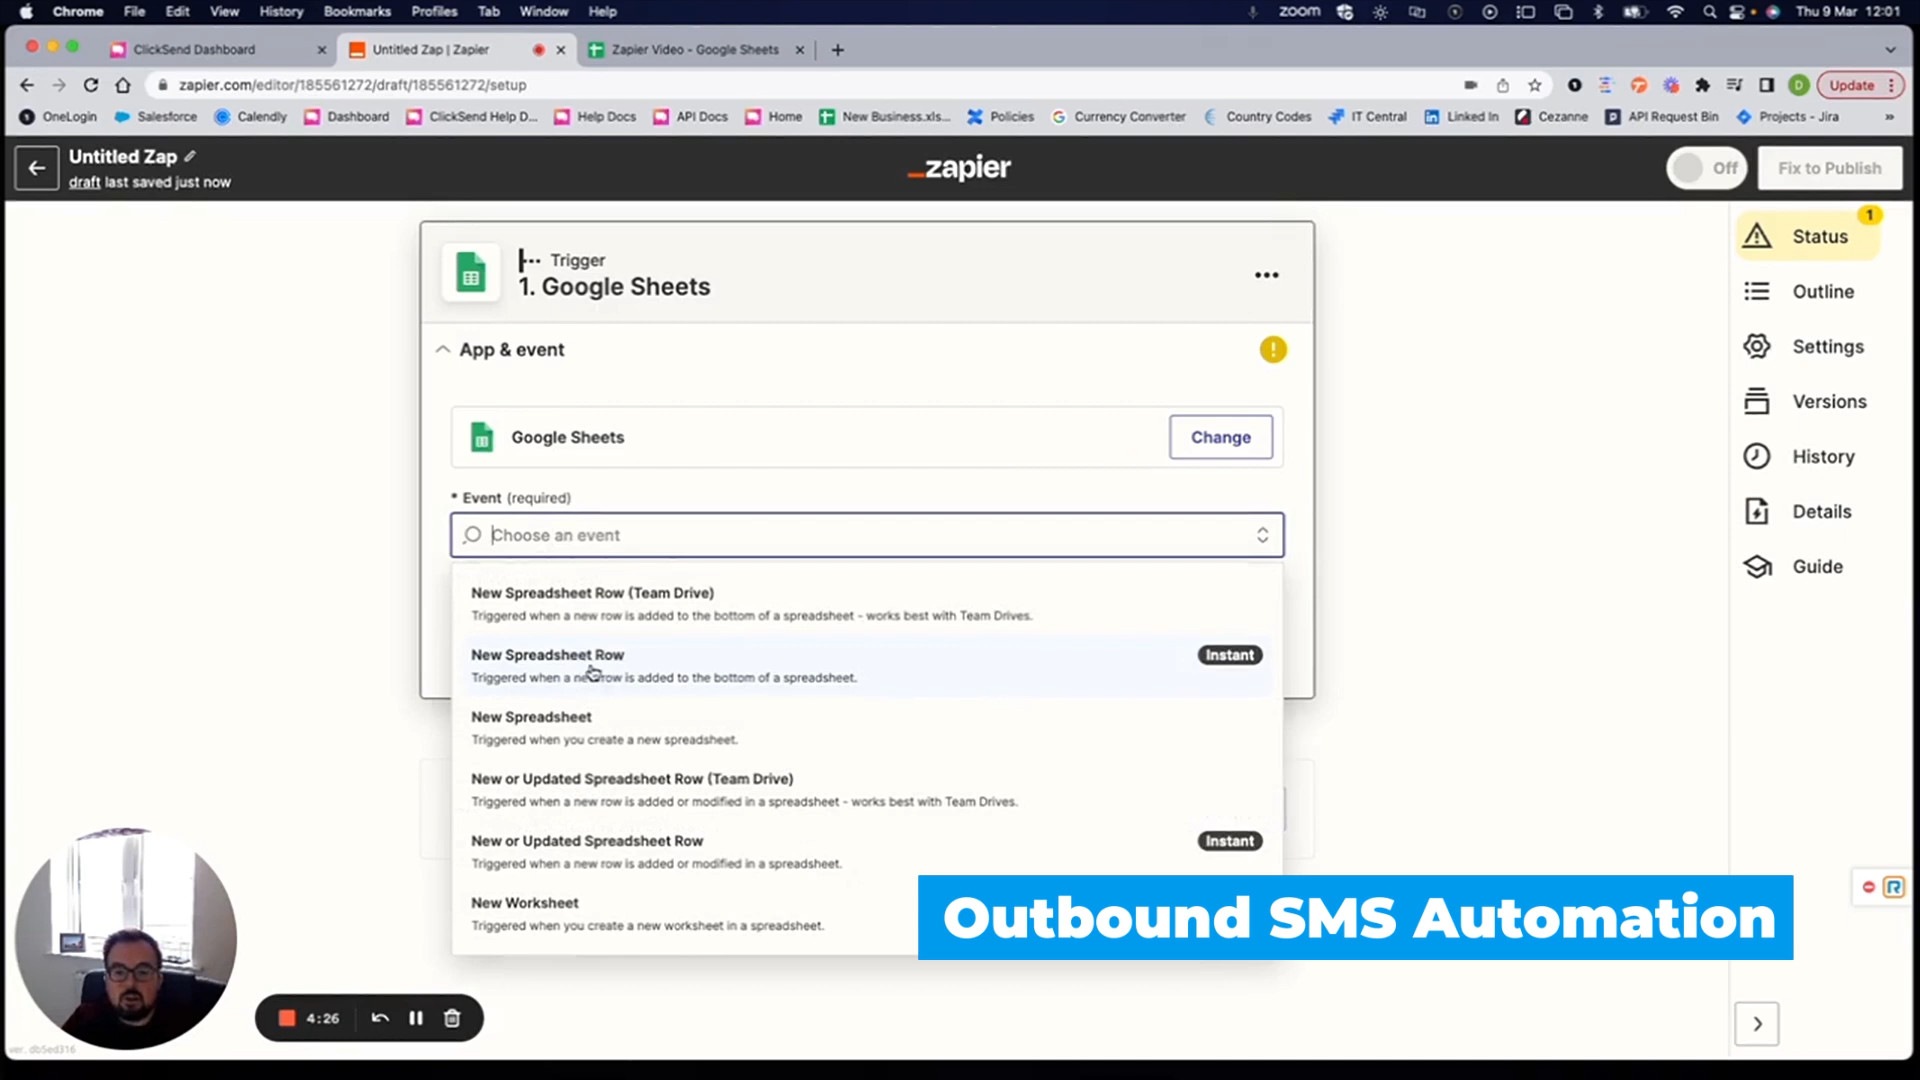 Chrome File Edit View History Bookmarks Profiles Tab Window Help zoom Thu 9 Mar 12:01
ClickSend Dashboard Untitled Zap | Zapier Zapier Video - Google Sheets
zapier.com/editor/185561272/draft/185561272/setup Update
OneLogin Salesforce Calendly Dashboard ClickSend Help D... Help Docs API Docs Home New Business.xls... Policies Currency Converter Country Codes IT Central Linked In Cezanne API Request Bin Projects - Jira »
Untitled Zap
draft last saved just now
_zapier
Off Fix to Publish
1
Status
Outline
Settings
Versions
History
Details
Guide
Trigger
1. Google Sheets
App & event
Google Sheets Change
* Event (required)
Choose an event
New Spreadsheet Row (Team Drive)
Triggered when a new row is added to the bottom of a spreadsheet - works best with Team Drives.
New Spreadsheet Row Instant
Triggered when a new row is added to the bottom of a spreadsheet.
New Spreadsheet
Triggered when you create a new spreadsheet.
New or Updated Spreadsheet Row (Team Drive)
Triggered when a new row is added or modified in a spreadsheet - works best with Team Drives.
New or Updated Spreadsheet Row Instant
Triggered when a new row is added or modified in a spreadsheet.
New Worksheet
Triggered when you create a new worksheet in a spreadsheet.
Outbound SMS Automation
4:26
ver. db5ed316